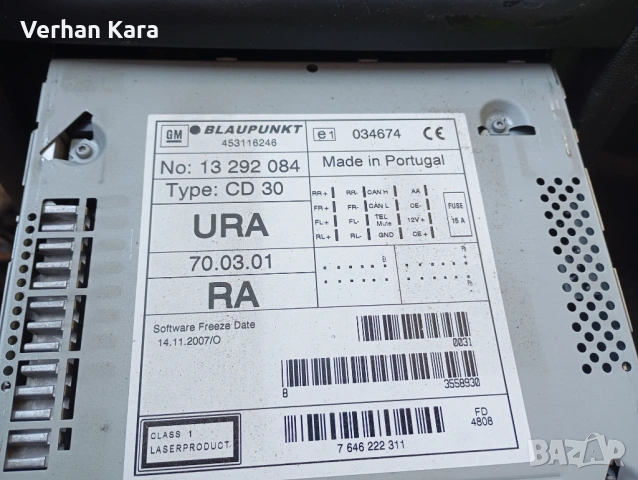 Verhan Kara
GM BLAUPUNKT
453116246
e1 034674 CE
No: 13 292 084
Made in Portugal
Type: CD 30
RR+ RR- CAN H AA
FR+ FR- CAN L CE-
FL+ FL- TEL Mute 12V+
RL+ RL- GND CE+
FUSE
15 A
URA
70.03.01
RA
Software Freeze Date
14.11.2007/O
0031
8 3558930
CLASS 1
LASERPRODUCT
7 646 222 311
FD
4808
bazar